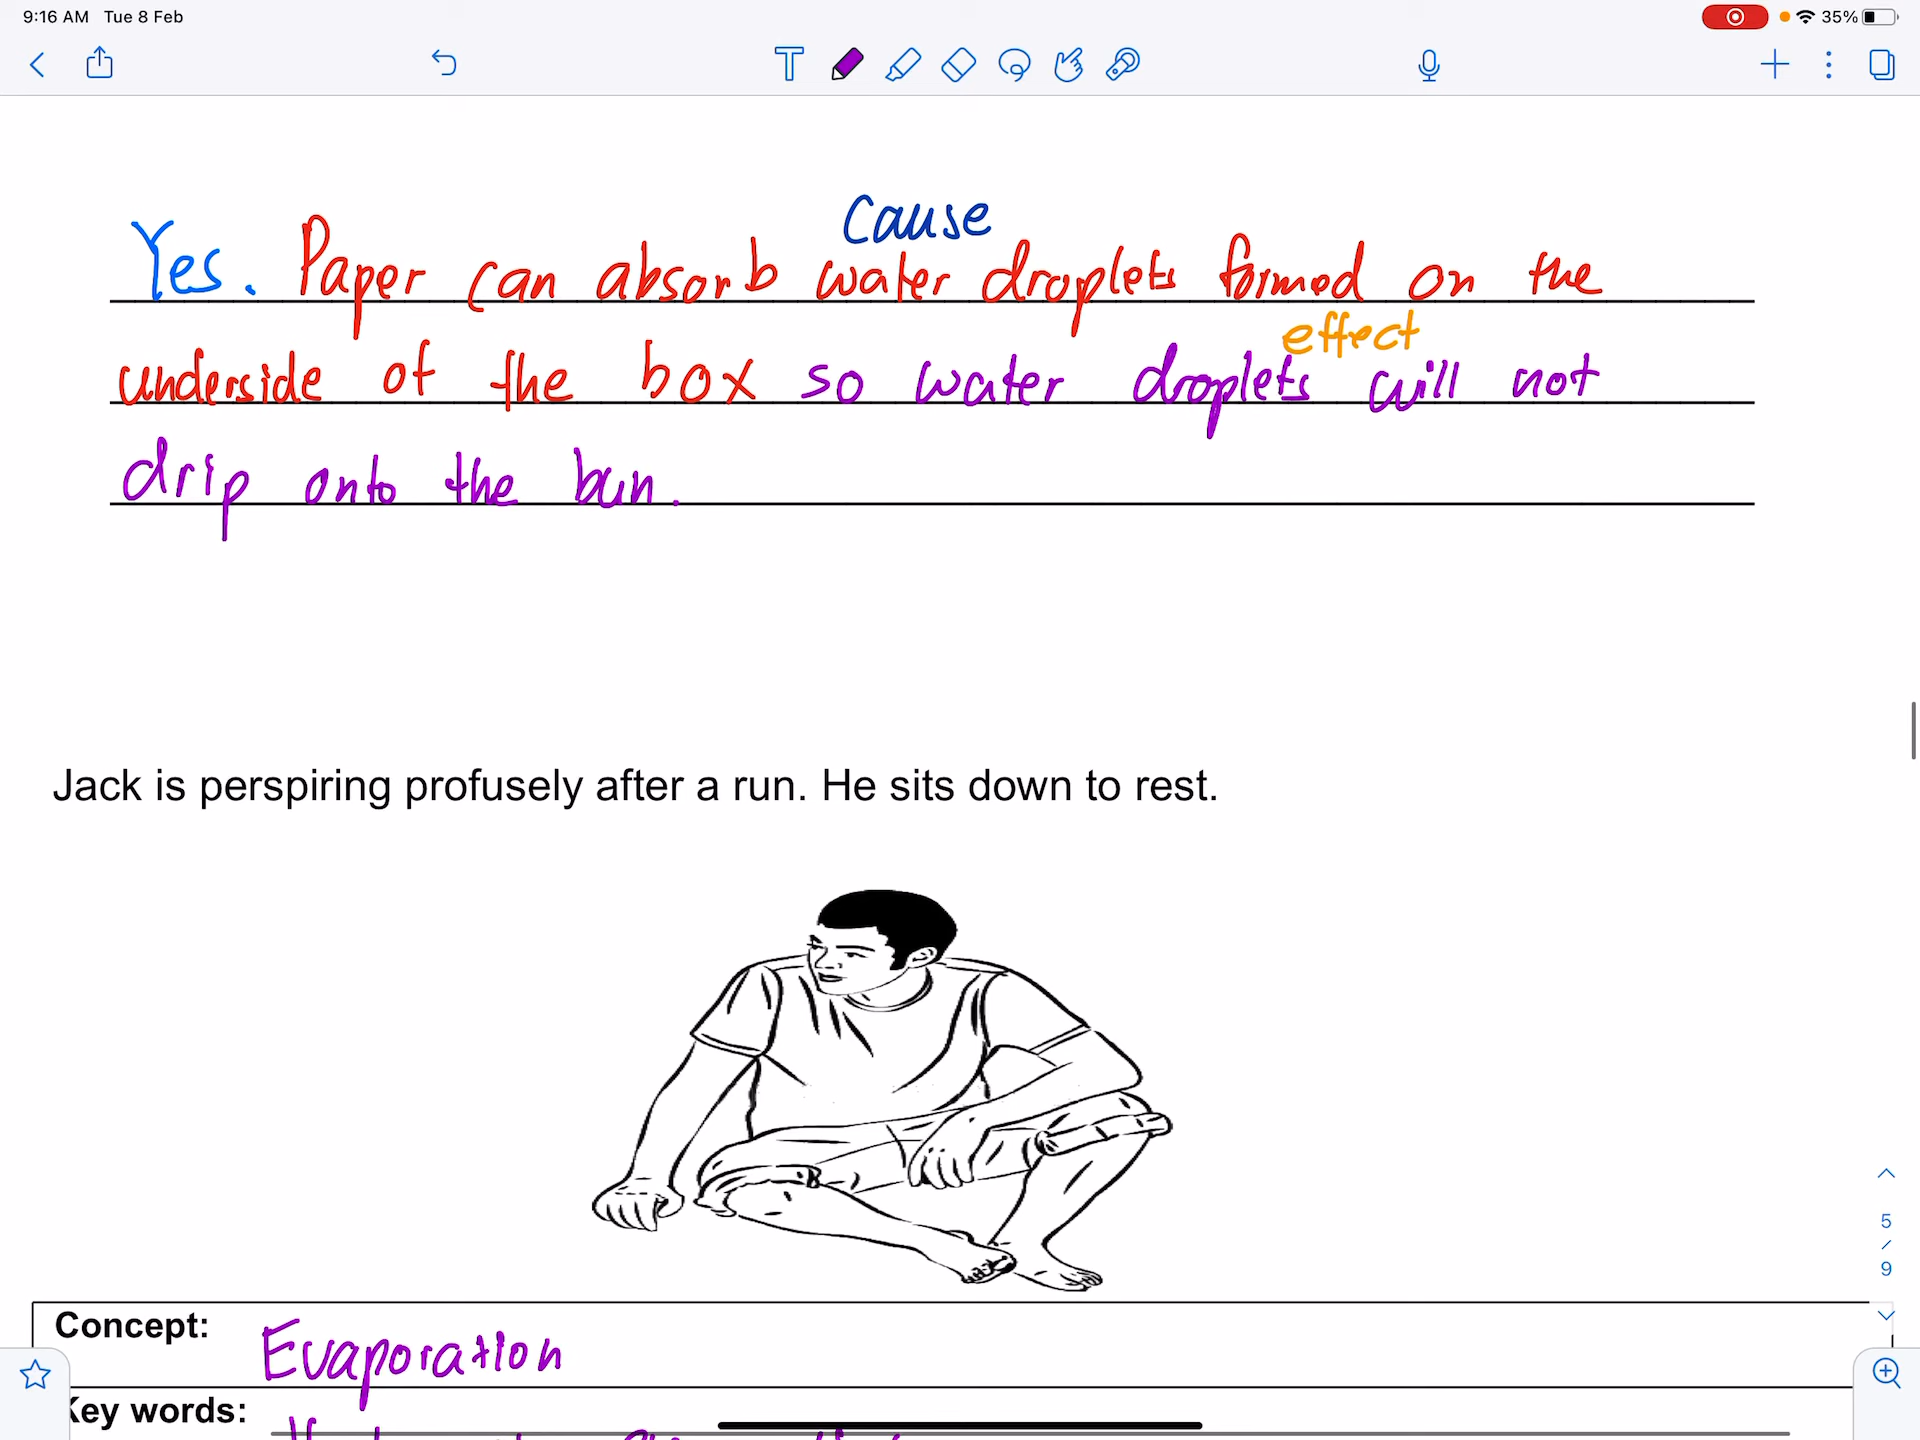 9:16 AM Tue 8 Feb
35%
Cause
Yes. Paper can absorb water droplets formed on the
effect
underside of the box so water droplets will not
drip onto the bun.
Jack is perspiring profusely after a run. He sits down to rest.
5
/
9
Concept: Evaporation
Key words: